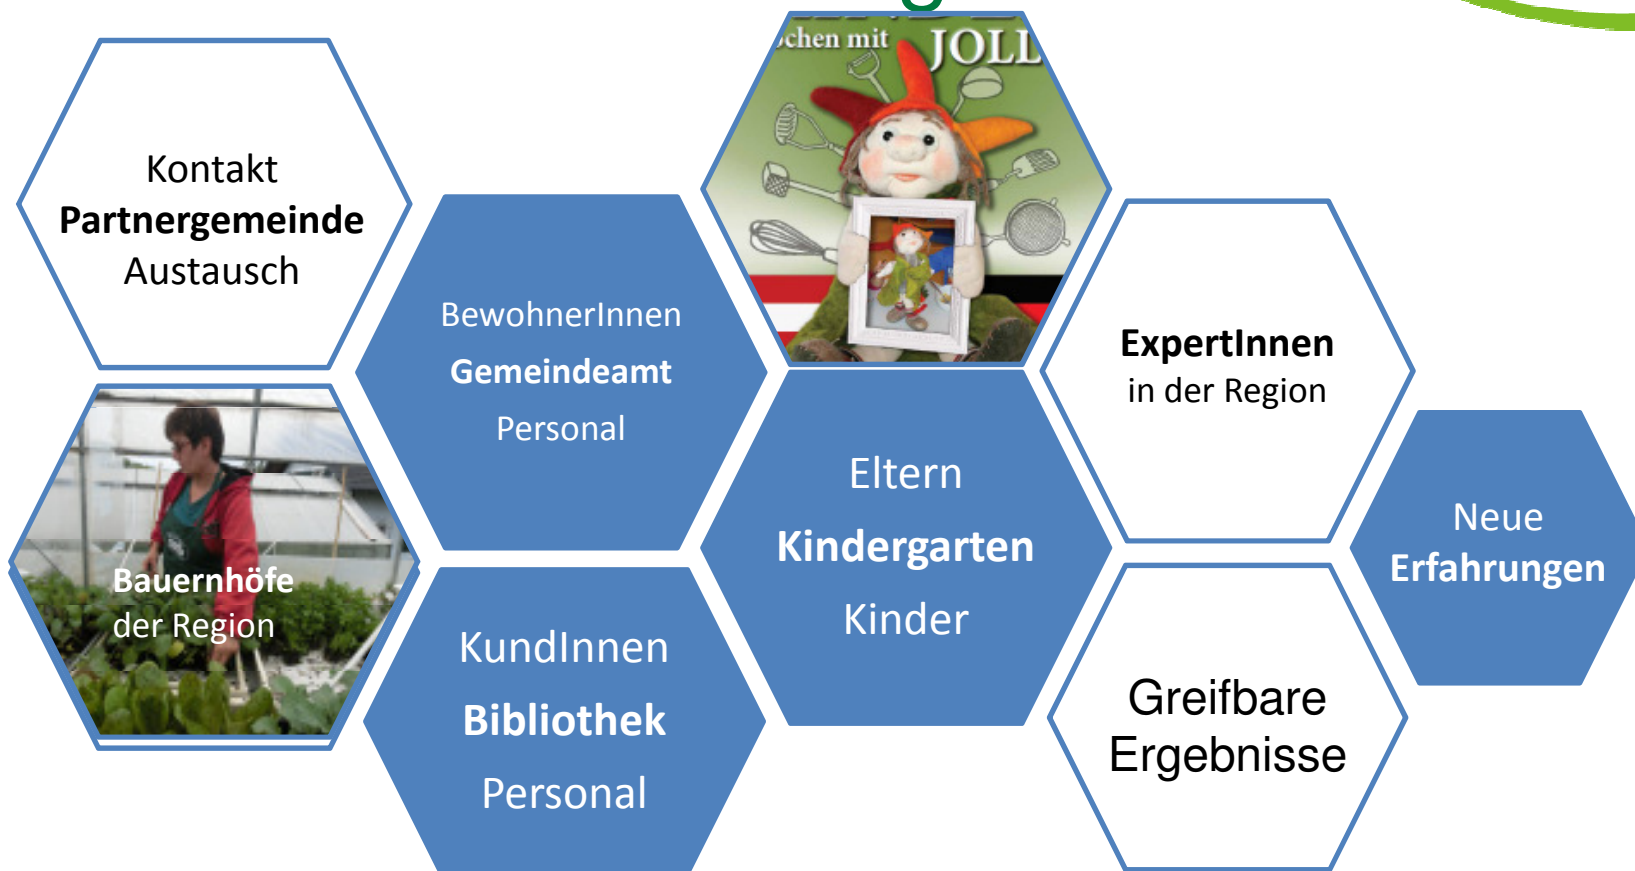 Kontakt
Partnergemeinde
Austausch
Bauernhöfe
der Region
BewohnerInnen
Gemeindeamt
Personal
KundInnen
Bibliothek
Personal
mit JOLL
Eltern
Kindergarten
Kinder
ExpertInnen
in der Region
Greifbare
Ergebnisse
Neue
Erfahrungen